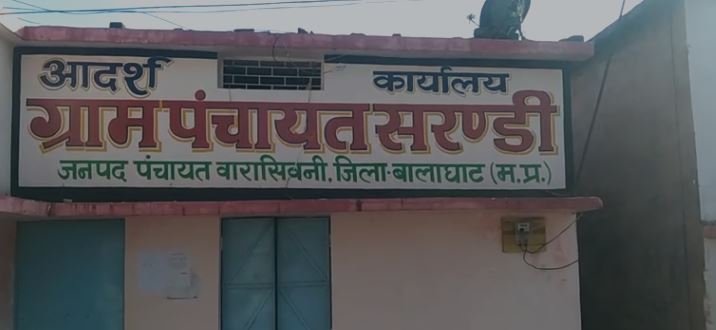 आदर्श कार्यालय
ग्राम पंचायत सरण्डी
जनपद पंचायत वारासिवनी, जिला-बालाघाट (म.प्र.)